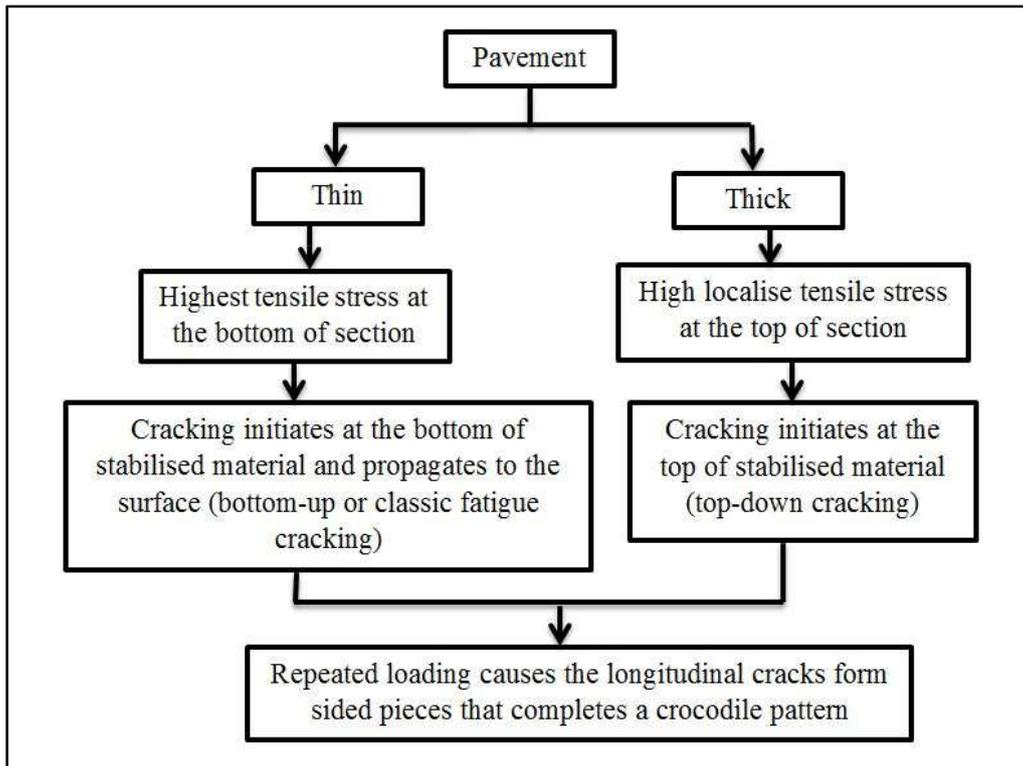 Pavement
Thin
Thick
Highest tensile stress at
the bottom of section
High localise tensile stress
at the top of section
Cracking initiates at the bottom of
stabilised material and propagates to the
surface (bottom-up or classic fatigue
cracking)
Cracking initiates at the
top of stabilised material
(top-down cracking)
Repeated loading causes the longitudinal cracks form
sided pieces that completes a crocodile pattern